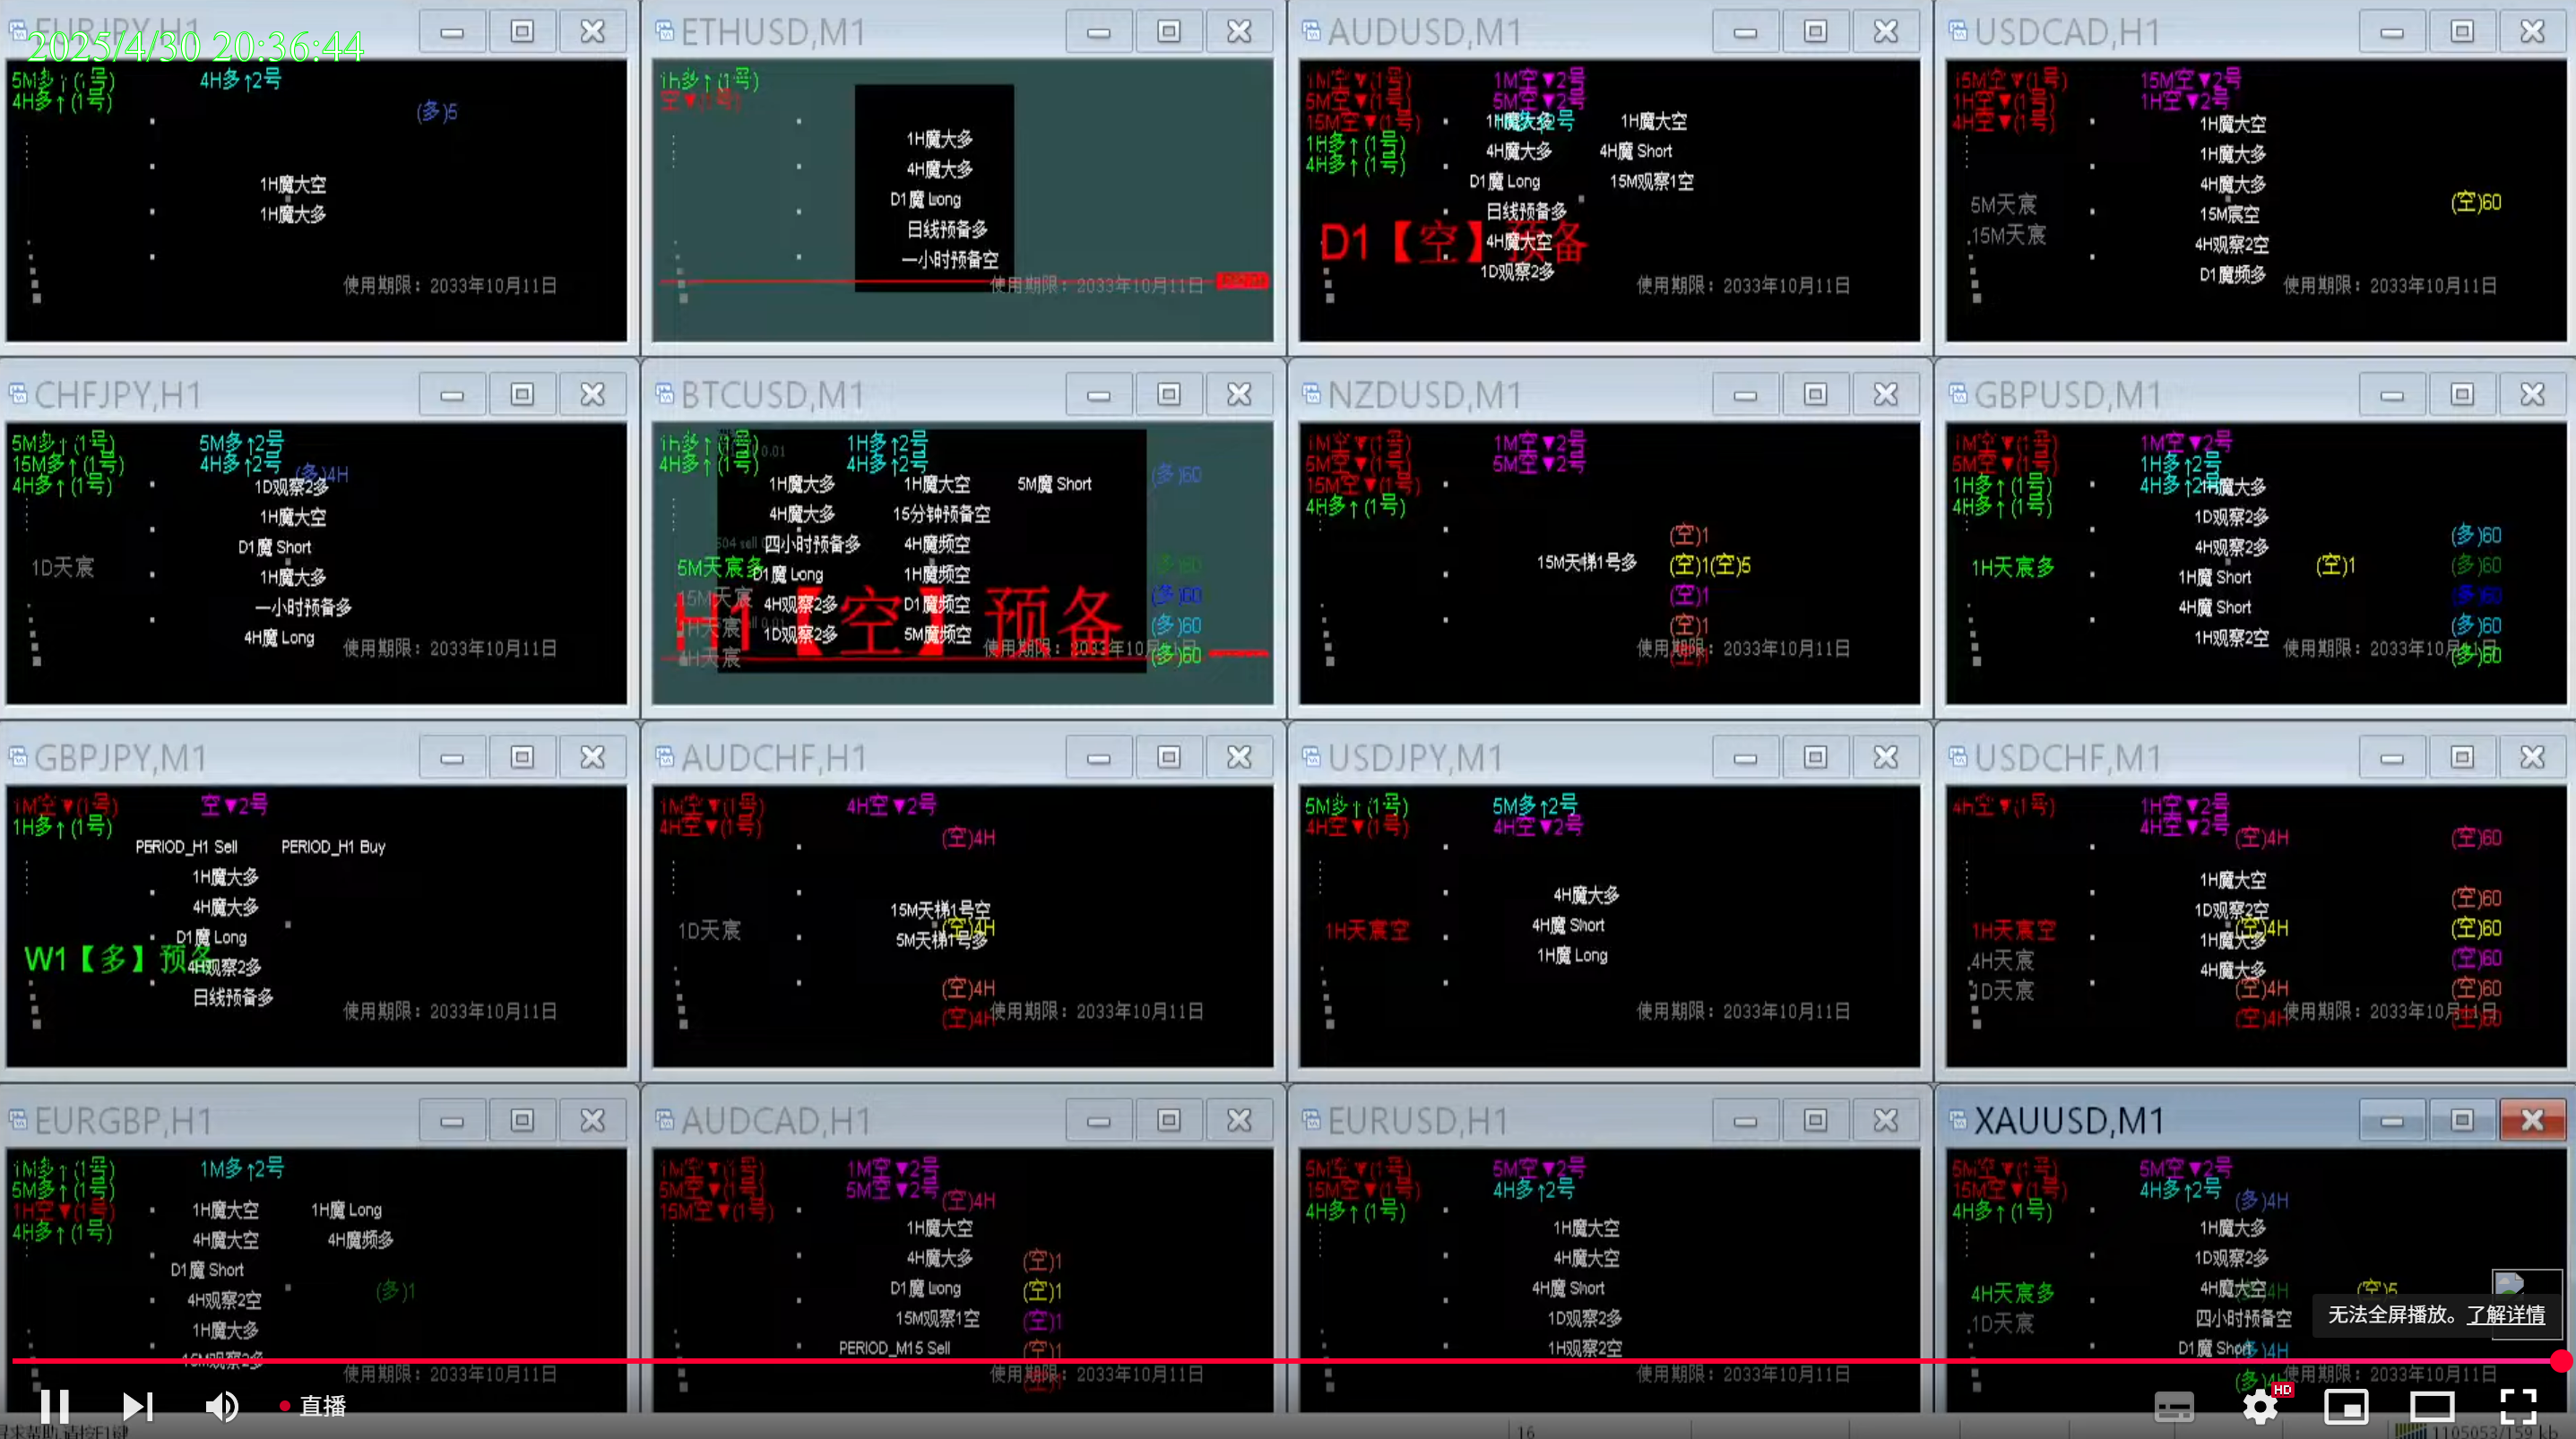 EURJPY,H1
2025/4/30 20:36:44
5M多↑(1号)
4H多↑2号
4H多↑(1号)
(多)5
1H魔大空
1H魔大多
使用期限：2033年10月11日
ETHUSD,M1
1h多↑(1号)
空▼(1号)
1H魔大多
4H魔大多
D1魔 Long
日线预备多
一小时预备空
使用期限：2033年10月11日
AUDUSD,M1
1M空▼(1号)
1M空▼2号
5M空▼(1号)
5M空▼2号
15M空▼(1号)
1H魔大多
1H魔大空
1H多↑(1号)
4H魔大多
4H魔 Short
4H多↑(1号)
D1魔 Long
15M观察1空
日线预备多
D1【空】预备
4H魔大空
1D观察2多
使用期限：2033年10月11日
USDCAD,H1
15M空▼(1号)
15M空▼2号
1H空▼(1号)
1H空▼2号
4H空▼(1号)
1H魔大空
1H魔大多
4H魔大多
5M天宸
(空)60
15M宸空
15M天宸
4H观察2空
D1魔频多
使用期限：2033年10月11日
CHFJPY,H1
5M多↑(1号)
5M多↑2号
15M多↑(1号)
4H多↑2号
(多)4H
4H多↑(1号)
1D观察2多
1H魔大空
D1魔 Short
1D天宸
1H魔大多
一小时预备多
4H魔 Long
使用期限：2033年10月11日
BTCUSD,M1
1h多↑(1号)
1H多↑2号
4H多↑(1号)
4H多↑2号
(多)60
1H魔大多
1H魔大空
5M魔 Short
4H魔大多
15分钟预备空
四小时预备多
4H魔频空
5M天宸多
D1魔 Long
1H魔频空
(多)60
15M天宸
4H观察2多
D1魔频空
(多)60
H1【空】预备
1H天宸
1D观察2多
5M魔频空
(多)60
4H天宸
使用期限：2033年10月11日
(多)60
NZDUSD,M1
1M空▼(1号)
1M空▼2号
5M空▼(1号)
5M空▼2号
15M空▼(1号)
4H多↑(1号)
(空)1
15M天梯1号多
(空)1(空)5
(空)1
(空)1
使用期限：2033年10月11日
GBPUSD,M1
1M空▼(1号)
1M空▼2号
5M空▼(1号)
1H多↑2号
1H多↑(1号)
4H多↑2号
1H魔大多
4H多↑(1号)
1D观察2多
4H观察2多
(多)60
1H天宸多
(空)1
(多)60
1H魔 Short
(多)60
4H魔 Short
(多)60
1H观察2空
使用期限：2033年10月11日
(多)60
GBPJPY,M1
1M空▼(1号)
空▼2号
1H多↑(1号)
PERIOD_H1 Sell
PERIOD_H1 Buy
1H魔大多
4H魔大多
D1魔 Long
W1【多】预备
4H观察2多
日线预备多
使用期限：2033年10月11日
AUDCHF,H1
1M空▼(1号)
4H空▼2号
4H空▼(1号)
(空)4H
15M天梯1号空
1D天宸
(空)4H
5M天梯1号多
(空)4H
(空)4H
使用期限：2033年10月11日
USDJPY,M1
5M多↑(1号)
5M多↑2号
4H空▼(1号)
4H空▼2号
4H魔大多
1H天宸空
4H魔 Short
1H魔 Long
使用期限：2033年10月11日
USDCHF,M1
4h空▼(1号)
1H空▼2号
4H空▼2号
(空)4H
(空)60
1H魔大空
1D观察2空
(空)60
1H天宸空
(空)4H
(空)60
1H魔大多
4H天宸
4H魔大多
(空)60
1D天宸
(空)4H
(空)60
(空)4H
使用期限：2033年10月11日
(空)60
EURGBP,H1
1M多↑(1号)
1M多↑2号
5M多↑(1号)
1H空▼(1号)
1H魔大空
1H魔 Long
4H多↑(1号)
4H魔大空
4H魔频多
D1魔 Short
(多)1
4H观察2空
1H魔大多
15M观察2多
使用期限：2033年10月11日
AUDCAD,H1
1M空▼(1号)
1M空▼2号
5M空▼(1号)
5M空▼2号
(空)4H
15M空▼(1号)
1H魔大空
4H魔大多
(空)1
D1魔 Long
(空)1
15M观察1空
(空)1
PERIOD_M15 Sell
(空)1
使用期限：2033年10月11日
EURUSD,H1
5M空▼(1号)
5M空▼2号
15M空▼(1号)
4H多↑2号
4H多↑(1号)
1H魔大空
4H魔大空
4H魔 Short
1D观察2多
1H观察2空
使用期限：2033年10月11日
XAUUSD,M1
5M空▼(1号)
5M空▼2号
15M空▼(1号)
4H多↑2号
(多)4H
4H多↑(1号)
1H魔大多
1D观察2多
4H天宸多
4H魔大空
(空)5
1D天宸
四小时预备空
无法全屏播放。了解详情
D1魔 Short
(多)4H
使用期限：2033年10月11日
直播
HD
16
1105053/159 kb